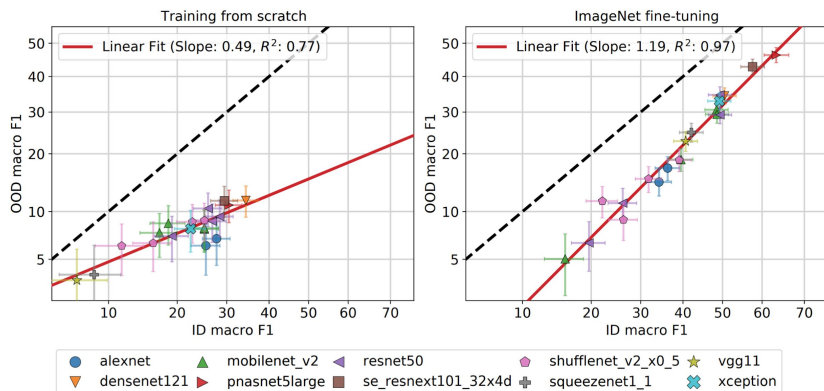 Training from scratch
Linear Fit (Slope: 0.49, R²: 0.77)
OOD macro F1
50
40
30
20
10
5
10 20 30 40 50 60 70
ID macro F1
ImageNet fine-tuning
Linear Fit (Slope: 1.19, R²: 0.97)
OOD macro F1
50
40
30
20
10
5
10 20 30 40 50 60 70
ID macro F1
alexnet mobilenet_v2 resnet50 shufflenet_v2_x0_5 vgg11
densenet121 pnasnet5large se_resnext101_32x4d squeezenet1_1 xception